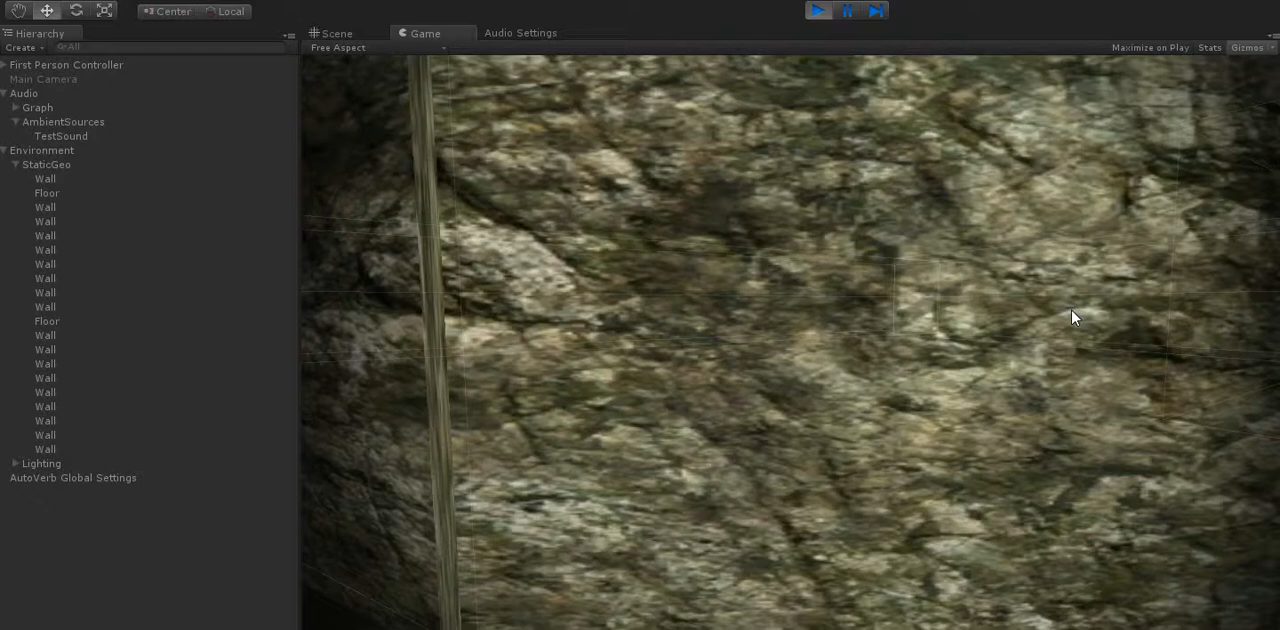 Center Local
Hierarchy
Create All
First Person Controller
Main Camera
Audio
Graph
AmbientSources
TestSound
Environment
StaticGeo
Wall
Floor
Wall
Wall
Wall
Wall
Wall
Wall
Wall
Wall
Floor
Wall
Wall
Wall
Wall
Wall
Wall
Wall
Wall
Wall
Lighting
AutoVerb Global Settings
Scene Game Audio Settings
Free Aspect Maximize on Play Stats Gizmos